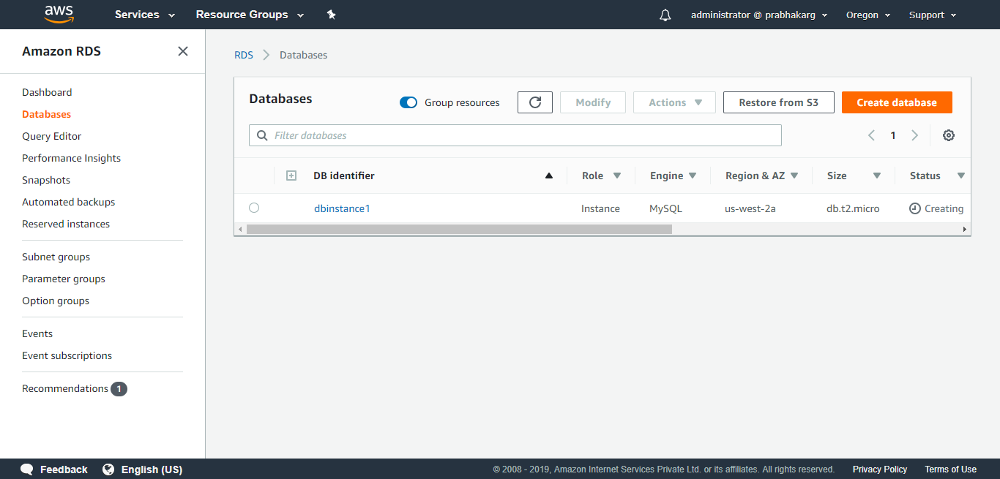 aws Services Resource Groups administrator @ prabhakarg Oregon Support
Amazon RDS
Dashboard
Databases
Query Editor
Performance Insights
Snapshots
Automated backups
Reserved instances
Subnet groups
Parameter groups
Option groups
Events
Event subscriptions
Recommendations 1
RDS Databases
Databases Group resources Modify Actions Restore from S3 Create database
Filter databases 1
DB identifier Role Engine Region & AZ Size Status
dbinstance1 Instance MySQL us-west-2a db.t2.micro Creating
Feedback English (US) © 2008 - 2019, Amazon Internet Services Private Ltd. or its affiliates. All rights reserved. Privacy Policy Terms of Use